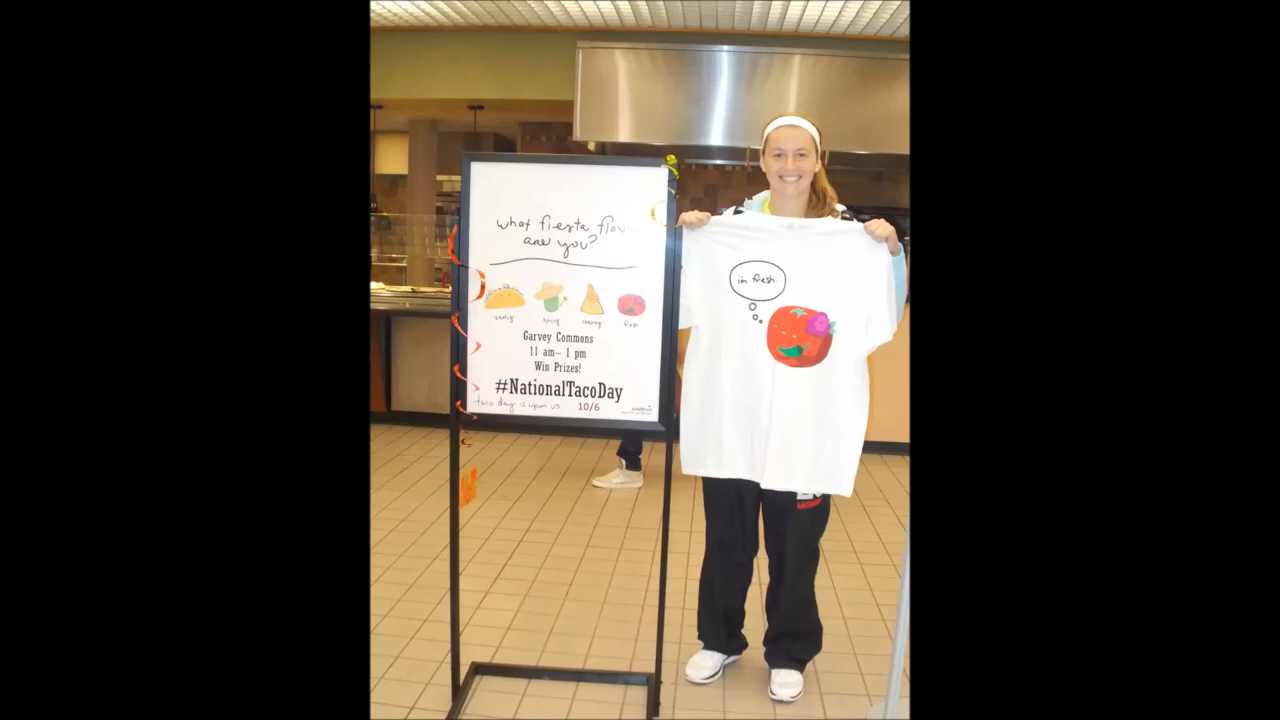 what fiesta flav
are you?
zesty
spicy
cheesy
fresh
Garvey Commons
11 am- 1 pm
Win Prizes!
#NationalTacoDay
taco day is upon us
10/6
i'm fresh.